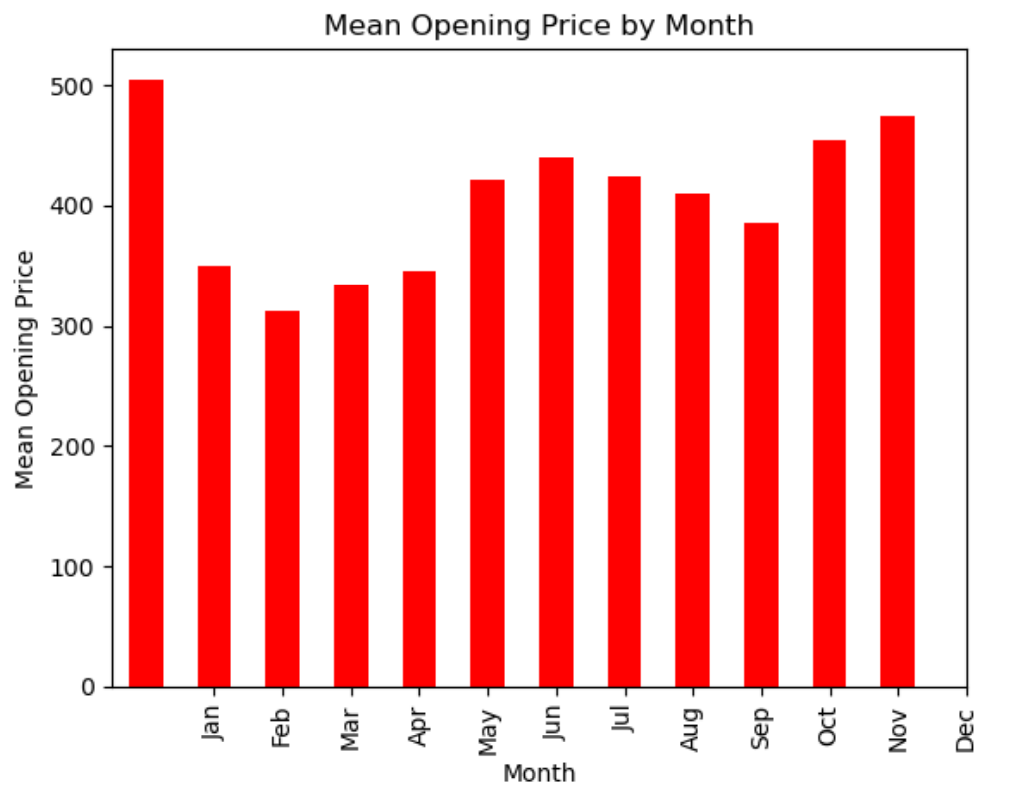 Mean Opening Price by Month
Mean Opening Price
500
400
300
200
100
0
Jan
Feb
Mar
Apr
May
Jun
Jul
Aug
Sep
Oct
Nov
Dec
Month